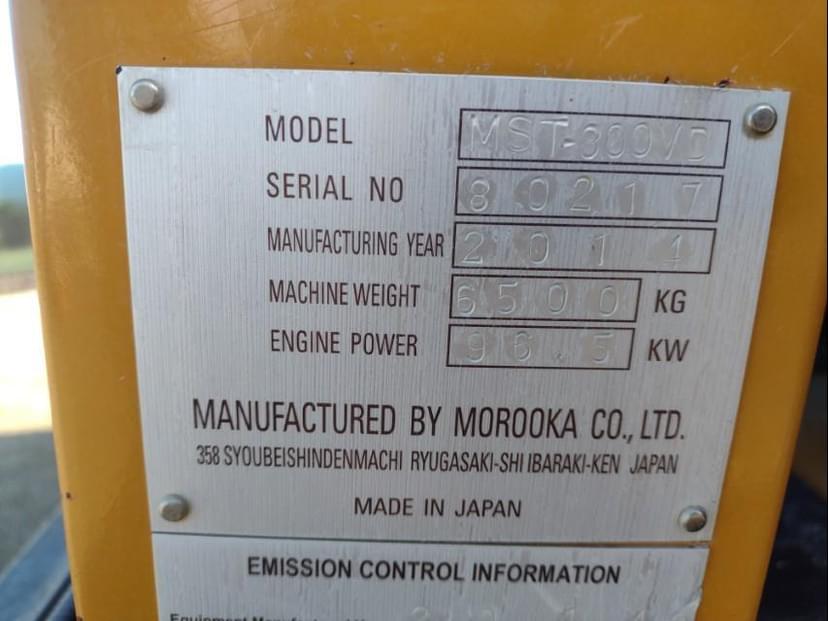 MODEL MST-300VD
SERIAL NO 80217
MANUFACTURING YEAR 2014
MACHINE WEIGHT 6500 KG
ENGINE POWER 96.5 KW
MANUFACTURED BY MOROOKA CO., LTD.
358 SYOUBEISHINDENMACHI RYUGASAKI-SHI IBARAKI-KEN JAPAN
MADE IN JAPAN
EMISSION CONTROL INFORMATION
Equipment